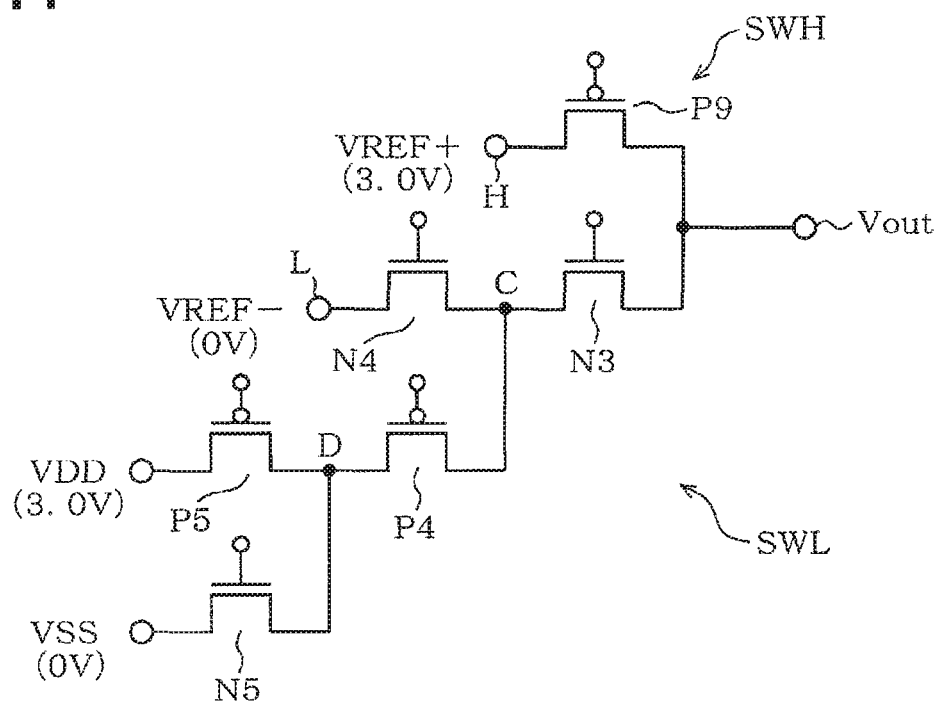 SWH
P9
VREF+
(3. 0V)
H
Vout
L
C
VREF−
(0V)
N4
N3
D
VDD
(3. 0V)
P5
P4
SWL
VSS
(0V)
N5